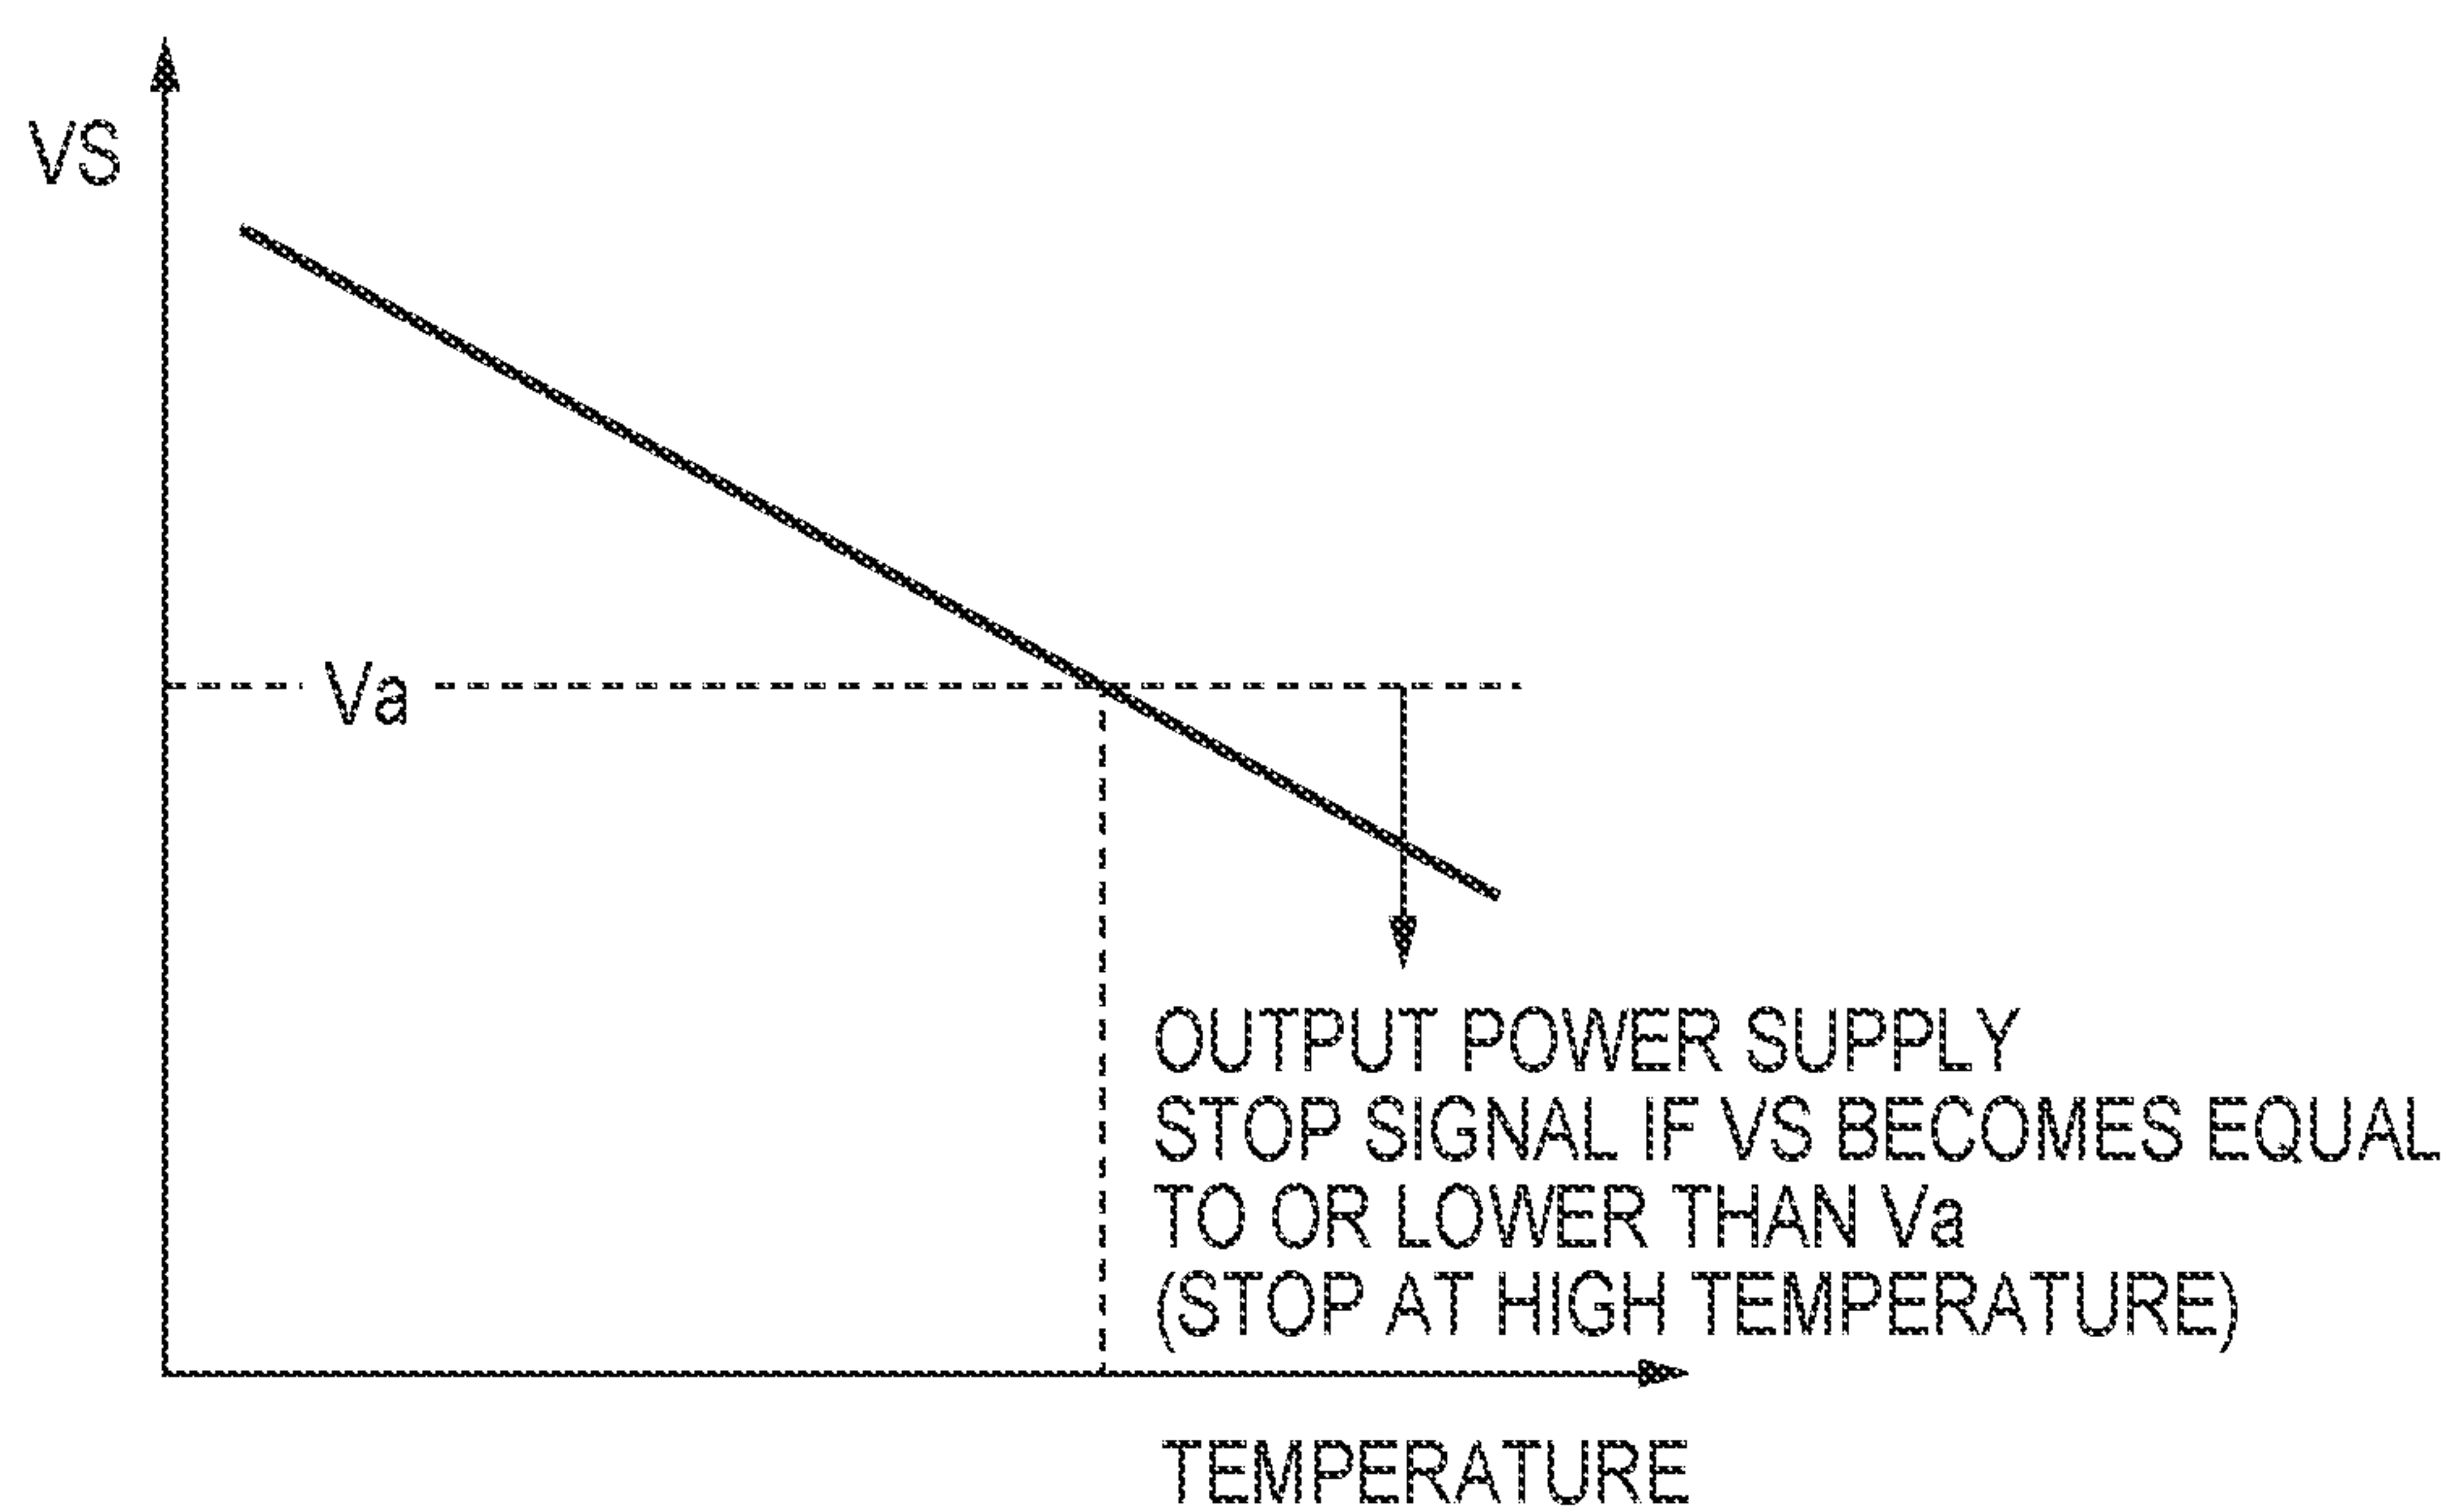 VS
Va
OUTPUT POWER SUPPLY
STOP SIGNAL IF VS BECOMES EQUAL
TO OR LOWER THAN Va
(STOP AT HIGH TEMPERATURE)
TEMPERATURE